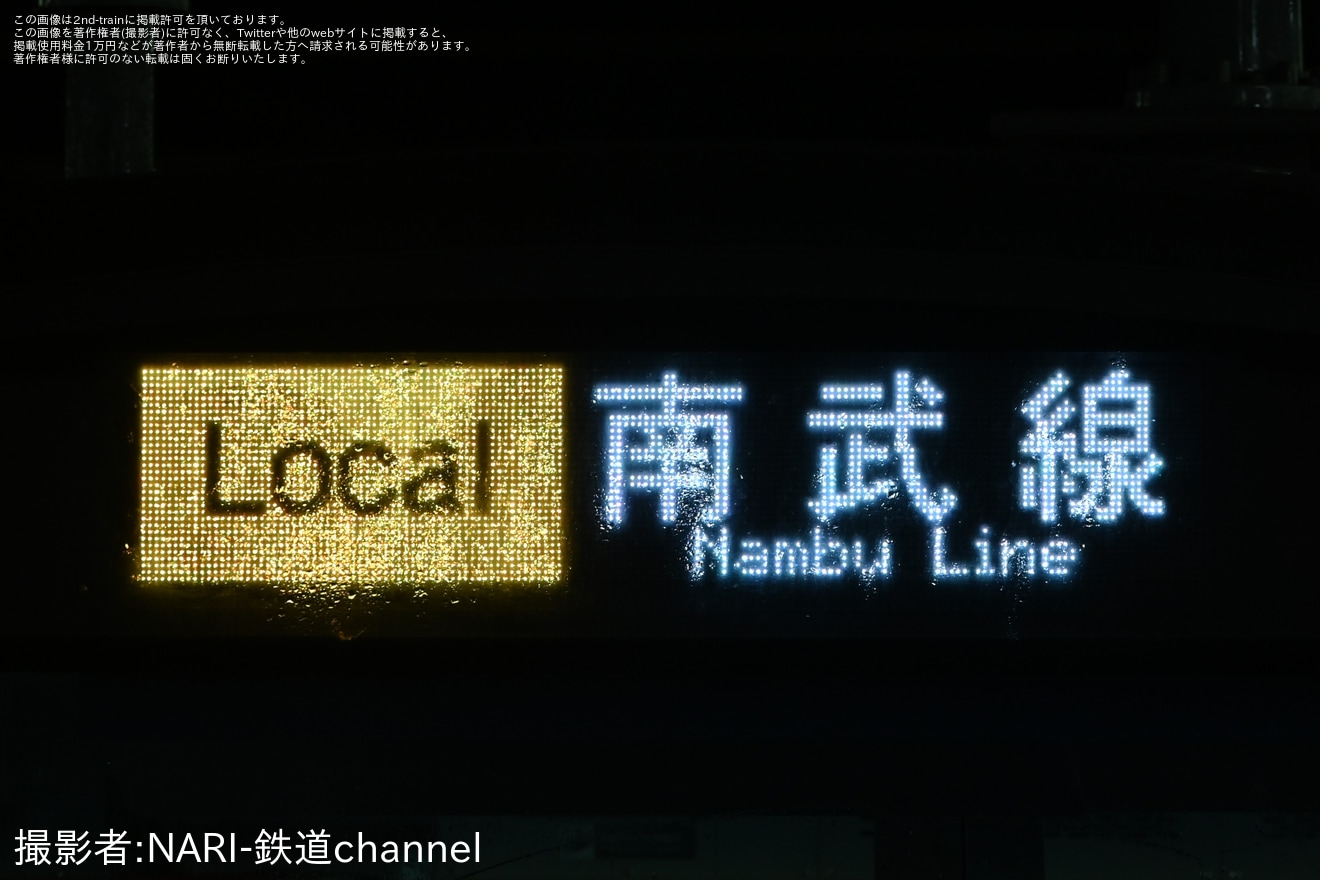 この画像は2nd-trainに掲載許可を頂いております。
この画像を著作権者(撮影者)に許可なく、Twitterや他のwebサイトに掲載すると、
掲載使用料金1万円などが著作者から無断転載した方へ請求される可能性があります。
著作権者様に許可のない転載は固くお断りいたします。
Local 南武線
Nambu Line
撮影者:NARI-鉄道channel